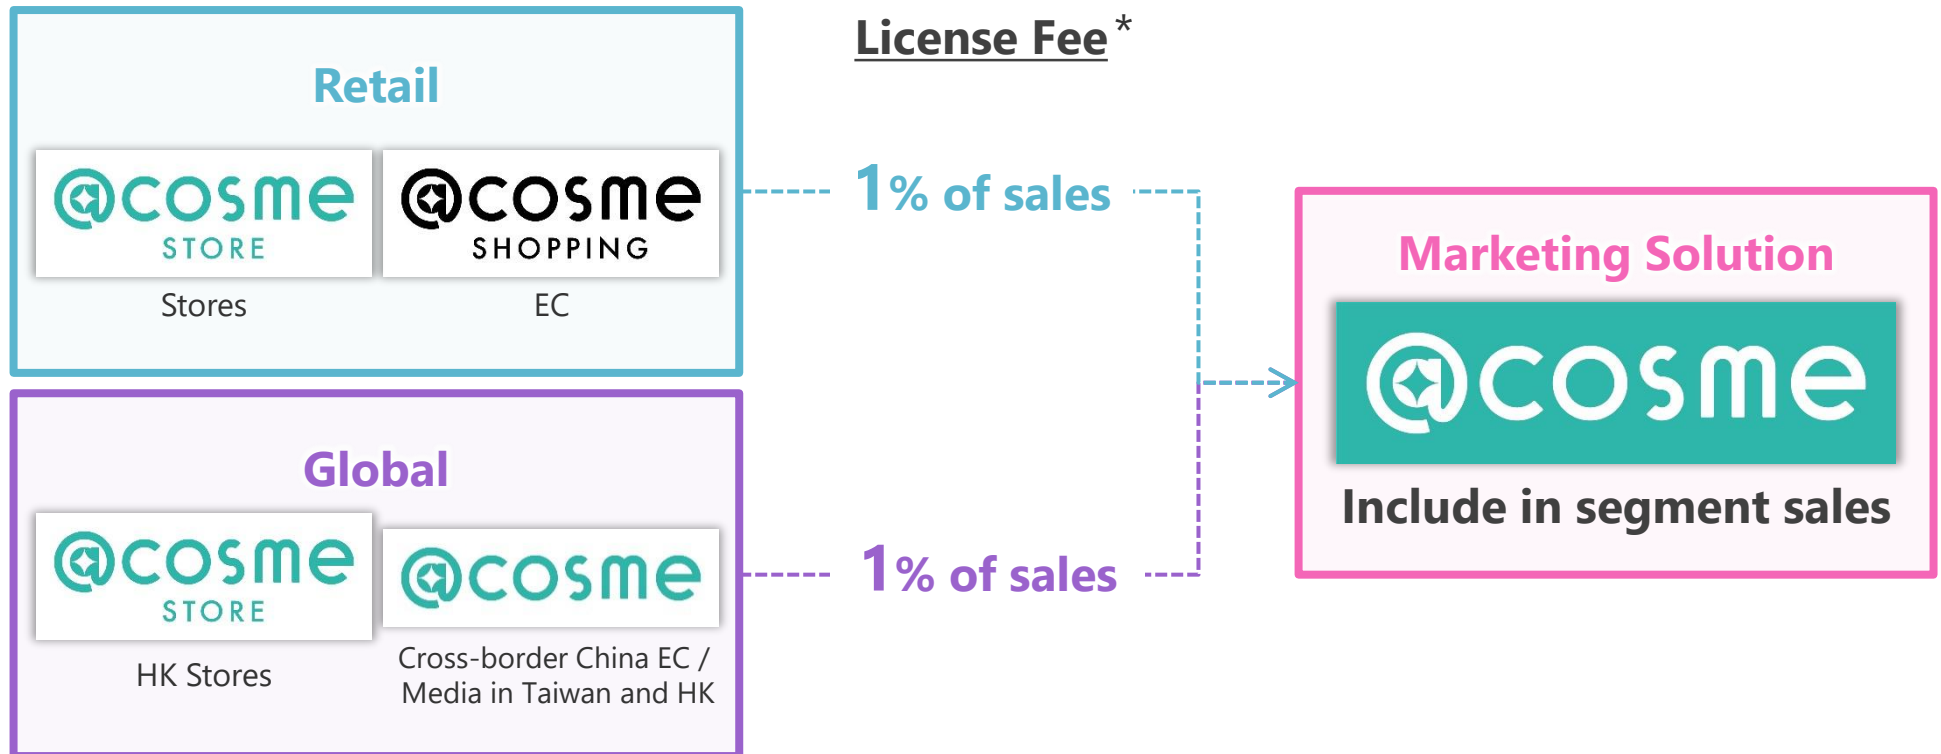 License Fee*
Retail
@cosme
STORE
@cosme
SHOPPING
Stores
EC
1% of sales
Global
@cosme
STORE
@cosme
HK Stores
Cross-border China EC /
Media in Taiwan and HK
1% of sales
Marketing Solution
@cosme
Include in segment sales